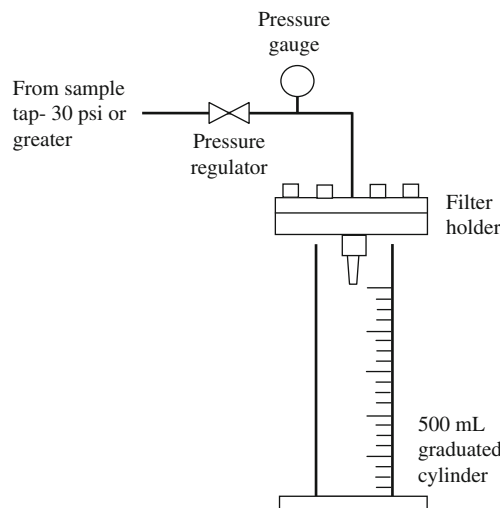 Pressure
gauge
From sample
tap- 30 psi or
greater
Pressure
regulator
Filter
holder
500 mL
graduated
cylinder